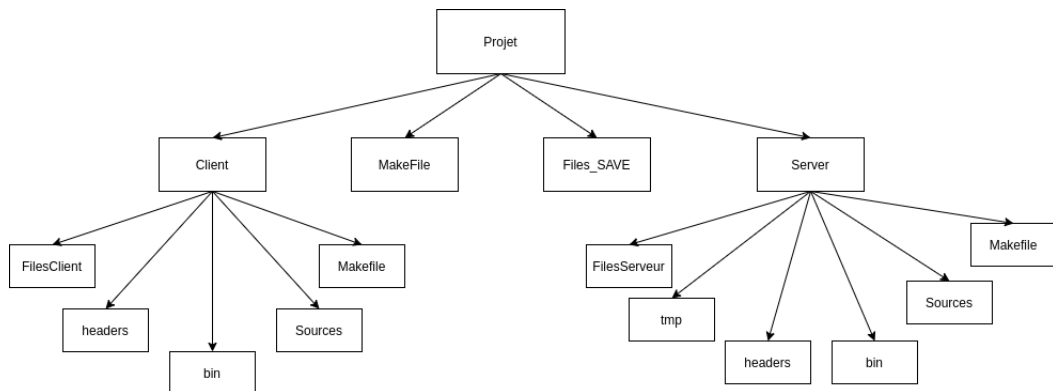 Projet
Client
MakeFile
Files_SAVE
Server
FilesClient
Makefile
FilesServeur
Makefile
headers
Sources
tmp
Sources
bin
headers
bin